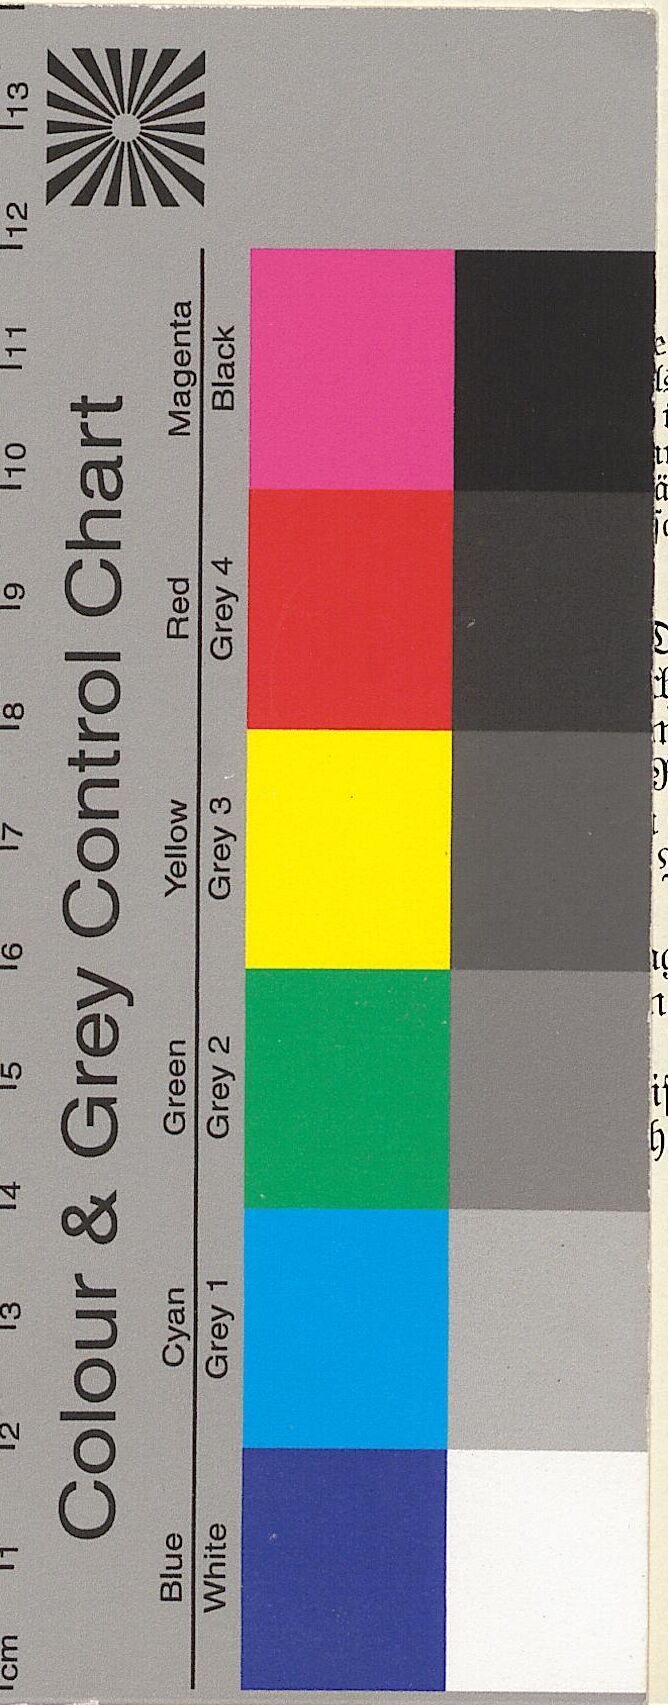 cm 1 2 3 4 5 6 7 8 9 10 11 12 13
Colour & Grey Control Chart
Blue Cyan Green Yellow Red Magenta
White Grey 1 Grey 2 Grey 3 Grey 4 Black